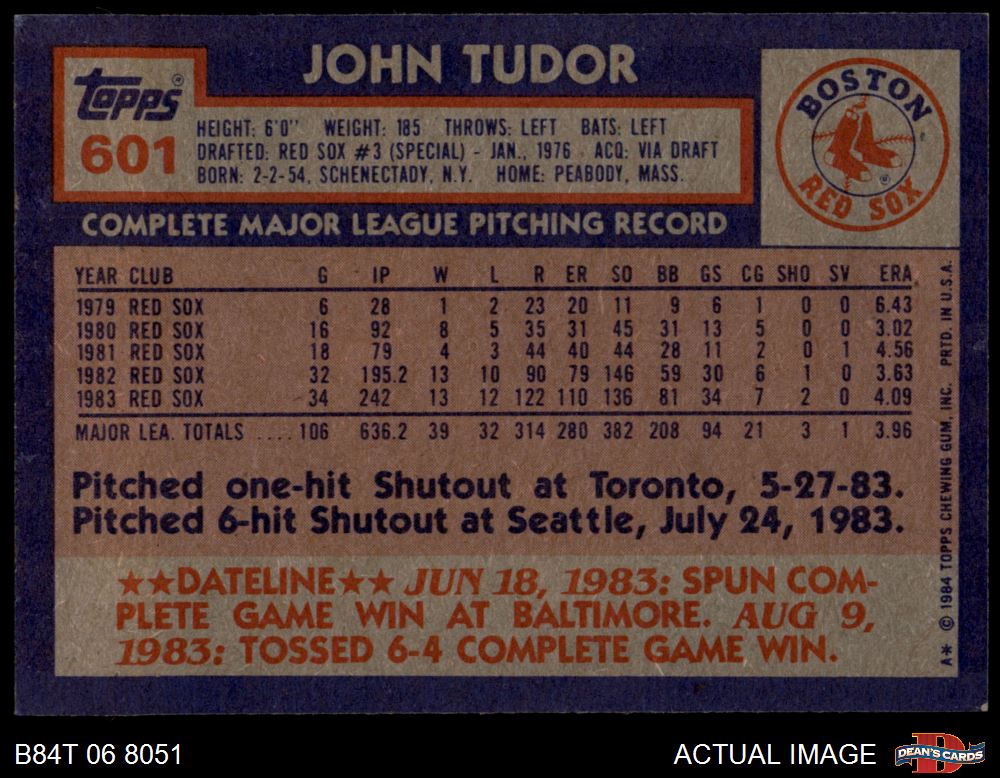 JOHN TUDOR
Topps®
601
HEIGHT: 6'0" WEIGHT: 185 THROWS: LEFT BATS: LEFT
DRAFTED: RED SOX #3 (SPECIAL) - JAN., 1976 . ACQ: VIA DRAFT
BORN: 2-2-54, SCHENECTADY, N.Y. HOME: PEABODY, MASS.
BOSTON
RED SOX
COMPLETE MAJOR LEAGUE PITCHING RECORD
YEAR CLUB G IP W L R ER SO BB GS CG SHO SV ERA
1979 RED SOX 6 28 1 2 23 20 11 9 6 1 0 0 6.43
1980 RED SOX 16 92 8 5 35 31 45 31 13 5 0 0 3.02
1981 RED SOX 18 79 4 3 44 40 44 28 11 2 0 1 4.56
1982 RED SOX 32 195.2 13 10 90 79 146 59 30 6 1 0 3.63
1983 RED SOX 34 242 13 12 122 110 136 81 34 7 2 0 4.09
MAJOR LEA. TOTALS .... 106 636.2 39 32 314 280 382 208 94 21 3 1 3.96
Pitched one-hit Shutout at Toronto, 5-27-83.
Pitched 6-hit Shutout at Seattle, July 24, 1983.
★★DATELINE★★ JUN 18, 1983: SPUN COM-
PLETE GAME WIN AT BALTIMORE. AUG 9,
1983: TOSSED 6-4 COMPLETE GAME WIN.
A* © 1984 TOPPS CHEWING GUM, INC. PRTD. IN U.S.A.
B84T 06 8051
ACTUAL IMAGE
DEAN'S CARDS